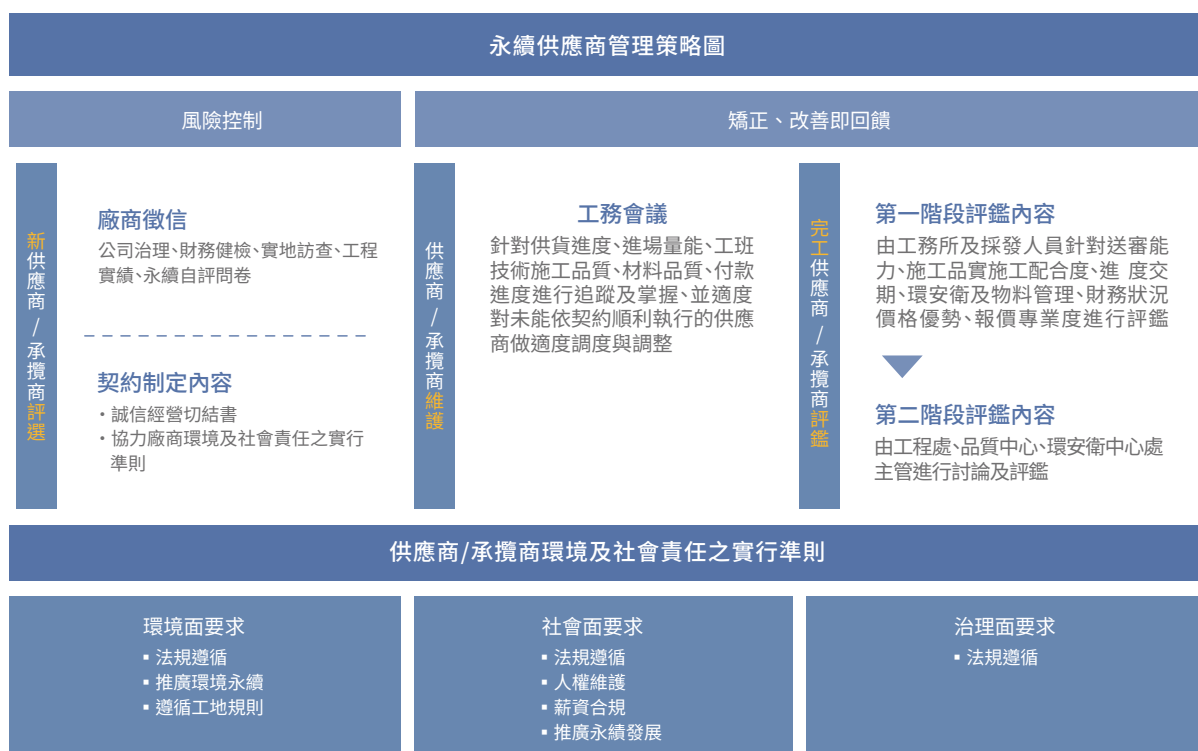 永續供應商管理策略圖
風險控制
矯正、改善即回饋
新供應商/承攬商評選
廠商徵信
公司治理、財務健檢、實地訪查、工程
實績、永續自評問卷
契約制定內容
・誠信經營切結書
・協力廠商環境及社會責任之實行
準則
供應商/承攬商維護
工務會議
針對供貨進度、進場量能、工班
技術施工品質、材料品質、付款
進度進行追蹤及掌握、並適度
對未能依契約順利執行的供應
商做適度調度與調整
完工供應商/承攬商評鑑
第一階段評鑑內容
由工務所及採發人員針對送審能
力、施工品實施工配合度、進 度交
期、環安衛及物料管理、財務狀況
價格優勢、報價專業度進行評鑑
第二階段評鑑內容
由工程處、品質中心、環安衛中心處
主管進行討論及評鑑
供應商/承攬商環境及社會責任之實行準則
環境面要求
▪ 法規遵循
▪ 推廣環境永續
▪ 遵循工地規則
社會面要求
▪ 法規遵循
▪ 人權維護
▪ 薪資合規
▪ 推廣永續發展
治理面要求
▪ 法規遵循